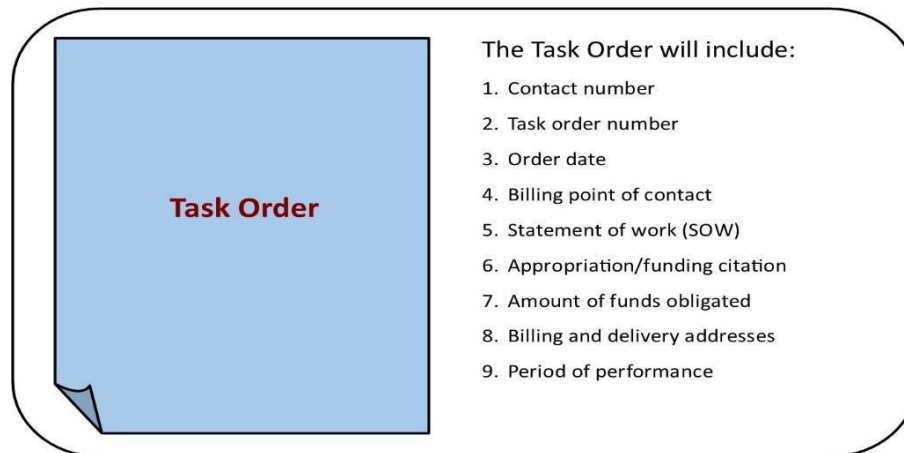 Task Order
The Task Order will include:
1. Contact number
2. Task order number
3. Order date
4. Billing point of contact
5. Statement of work (SOW)
6. Appropriation/funding citation
7. Amount of funds obligated
8. Billing and delivery addresses
9. Period of performance